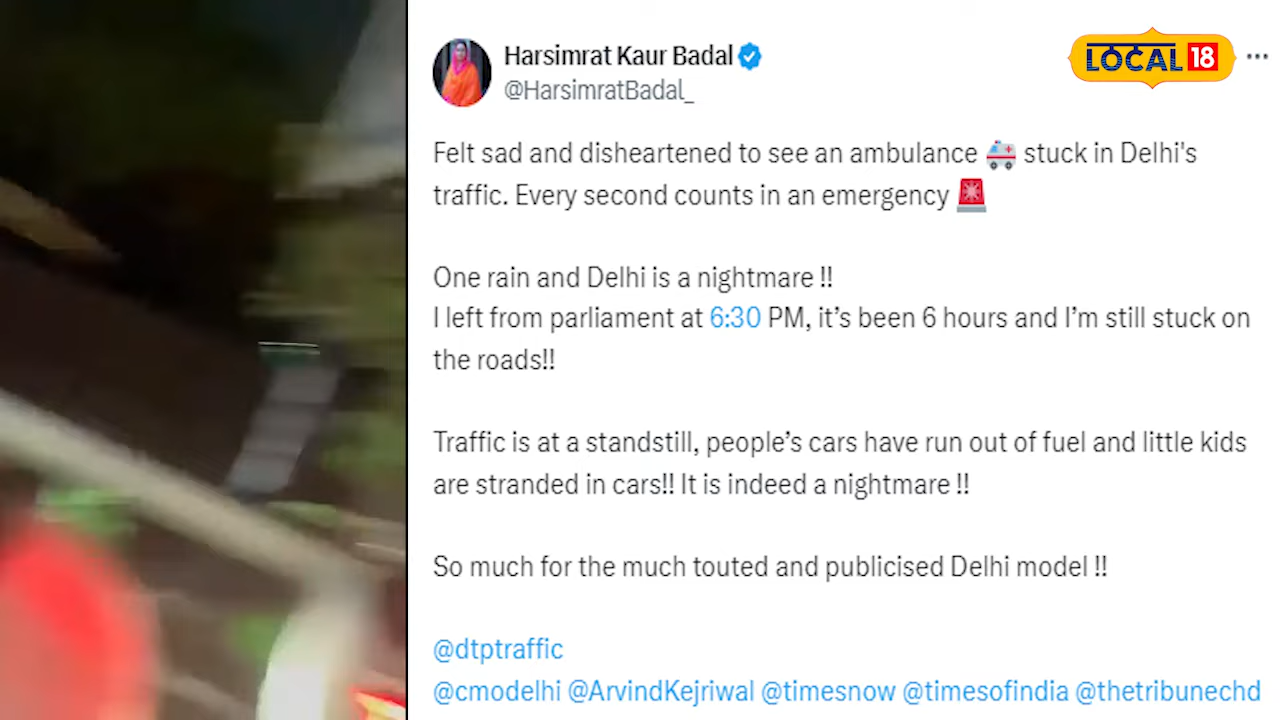 Harsimrat Kaur Badal
LOCAL 18
@HarsimratBadal_
Felt sad and disheartened to see an ambulance 🚑 stuck in Delhi's
traffic. Every second counts in an emergency 🚨
One rain and Delhi is a nightmare !!
I left from parliament at 6:30 PM, it’s been 6 hours and I’m still stuck on
the roads!!
Traffic is at a standstill, people’s cars have run out of fuel and little kids
are stranded in cars!! It is indeed a nightmare !!
So much for the much touted and publicised Delhi model !!
@dtptraffic
@cmodelhi @ArvindKejriwal @timesnow @timesofindia @thetribunechd